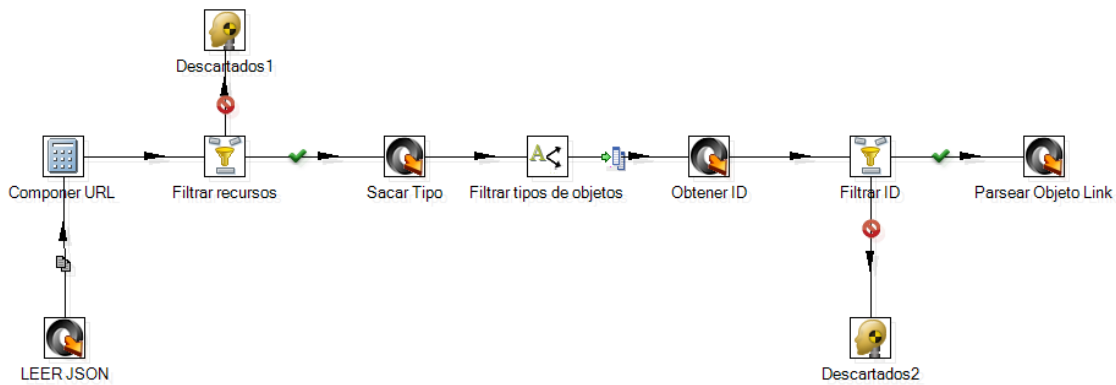 Descartados1
Componer URL
Filtrar recursos
Sacar Tipo
Filtrar tipos de objetos
Obtener ID
Filtrar ID
Parsear Objeto Link
LEER JSON
Descartados2